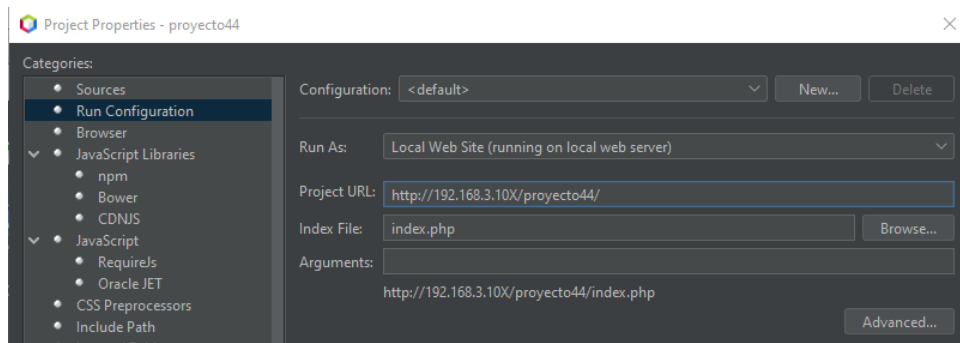 Project Properties - proyecto44
Categories:
Sources
Run Configuration
Browser
JavaScript Libraries
npm
Bower
CDNJS
JavaScript
RequireJs
Oracle JET
CSS Preprocessors
Include Path
Configuration: <default> New... Delete
Run As: Local Web Site (running on local web server)
Project URL: http://192.168.3.10X/proyecto44/
Index File: index.php Browse...
Arguments:
http://192.168.3.10X/proyecto44/index.php
Advanced...